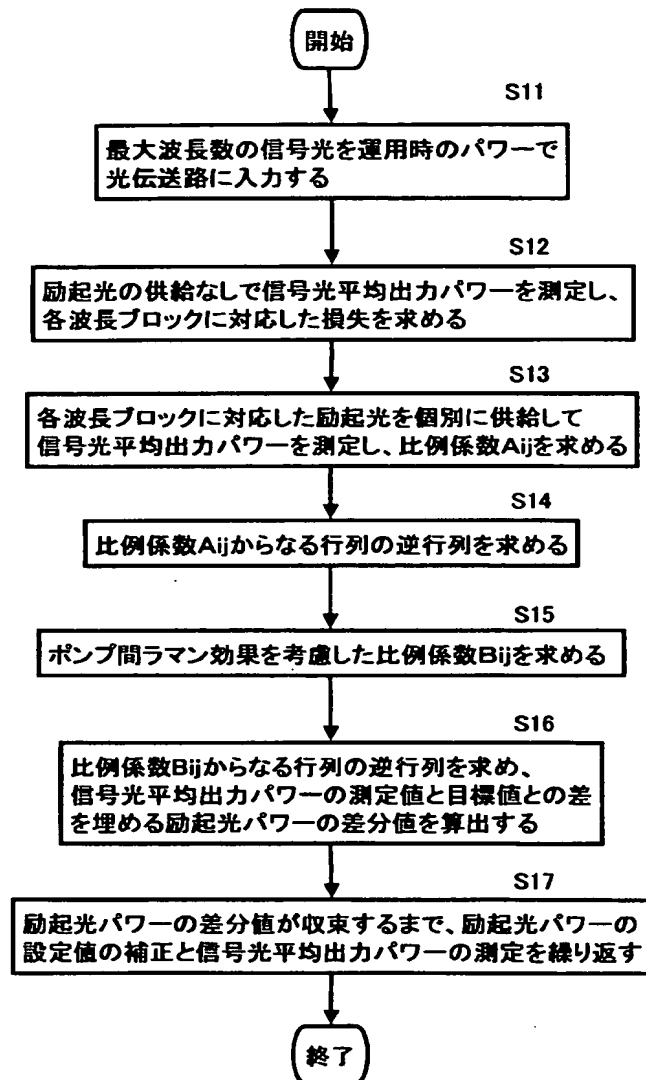 開始
S11
最大波長数の信号光を運用時のパワーで
光伝送路に入力する
S12
励起光の供給なしで信号光平均出力パワーを測定し、
各波長ブロックに対応した損失を求める
S13
各波長ブロックに対応した励起光を個別に供給して
信号光平均出力パワーを測定し、比例係数Aijを求める
S14
比例係数Aijからなる行列の逆行列を求める
S15
ポンプ間ラマン効果を考慮した比例係数Bijを求める
S16
比例係数Bijからなる行列の逆行列を求め、
信号光平均出力パワーの測定値と目標値との差
を埋める励起光パワーの差分値を算出する
S17
励起光パワーの差分値が収束するまで、励起光パワーの
設定値の補正と信号光平均出力パワーの測定を繰り返す
終了